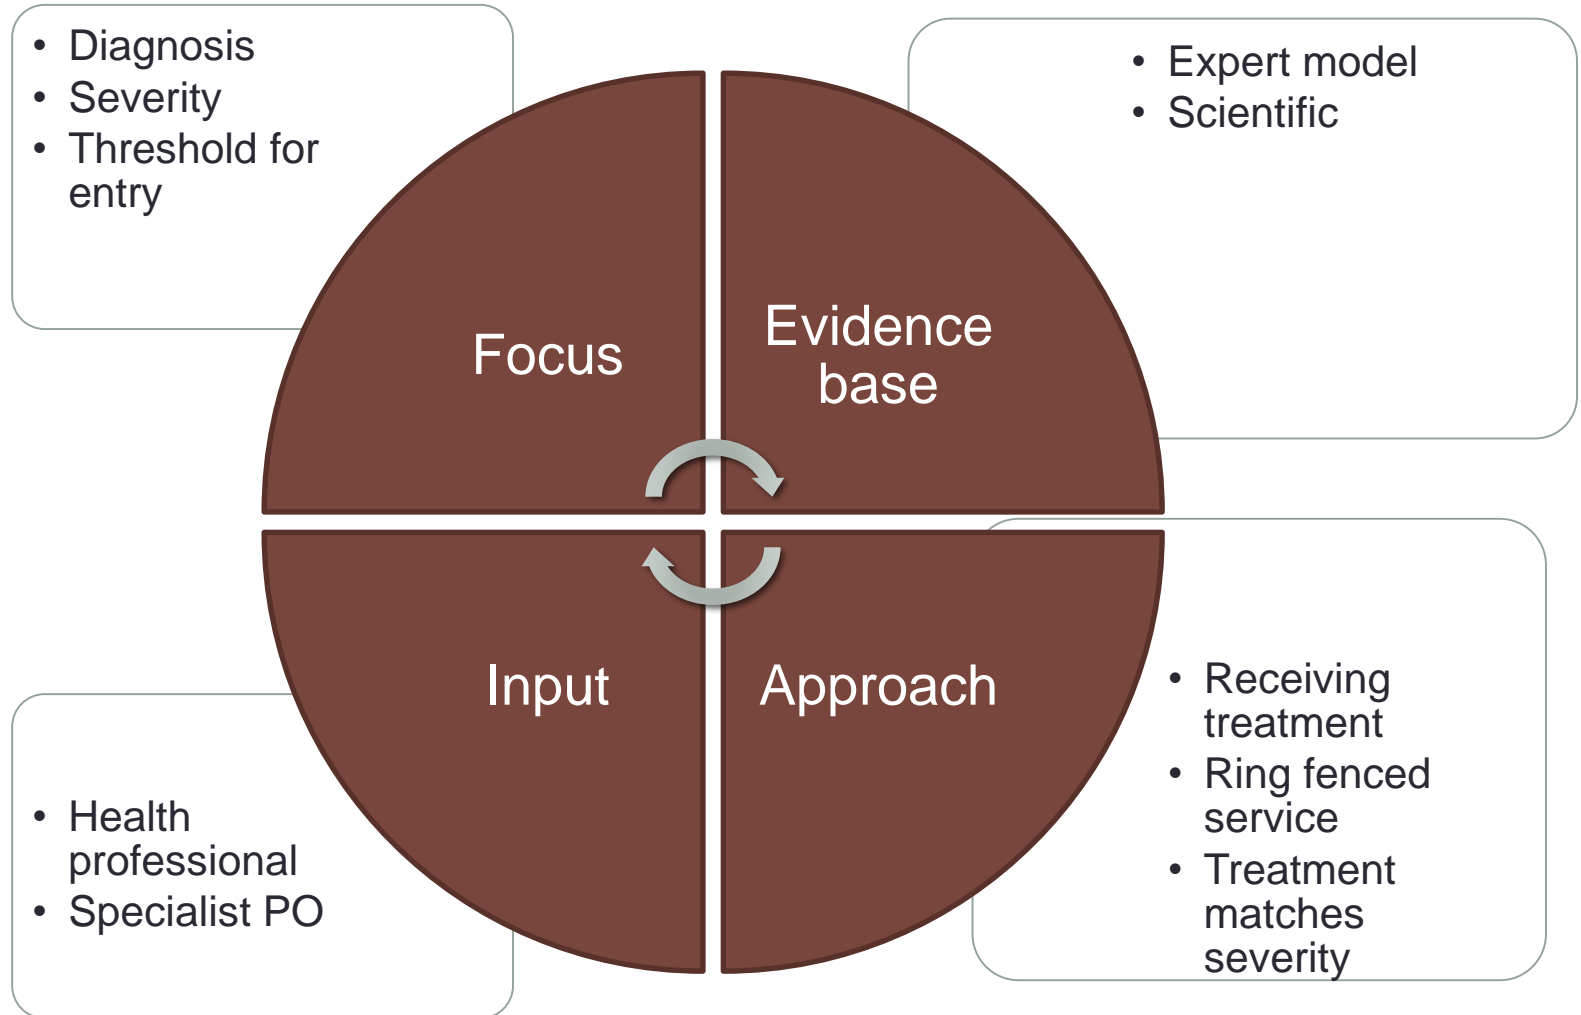 • Diagnosis
• Severity
• Threshold for
entry
• Expert model
• Scientific
Focus
Evidence
base
Input
Approach
• Health
professional
• Specialist PO
• Receiving
treatment
• Ring fenced
service
• Treatment
matches
severity